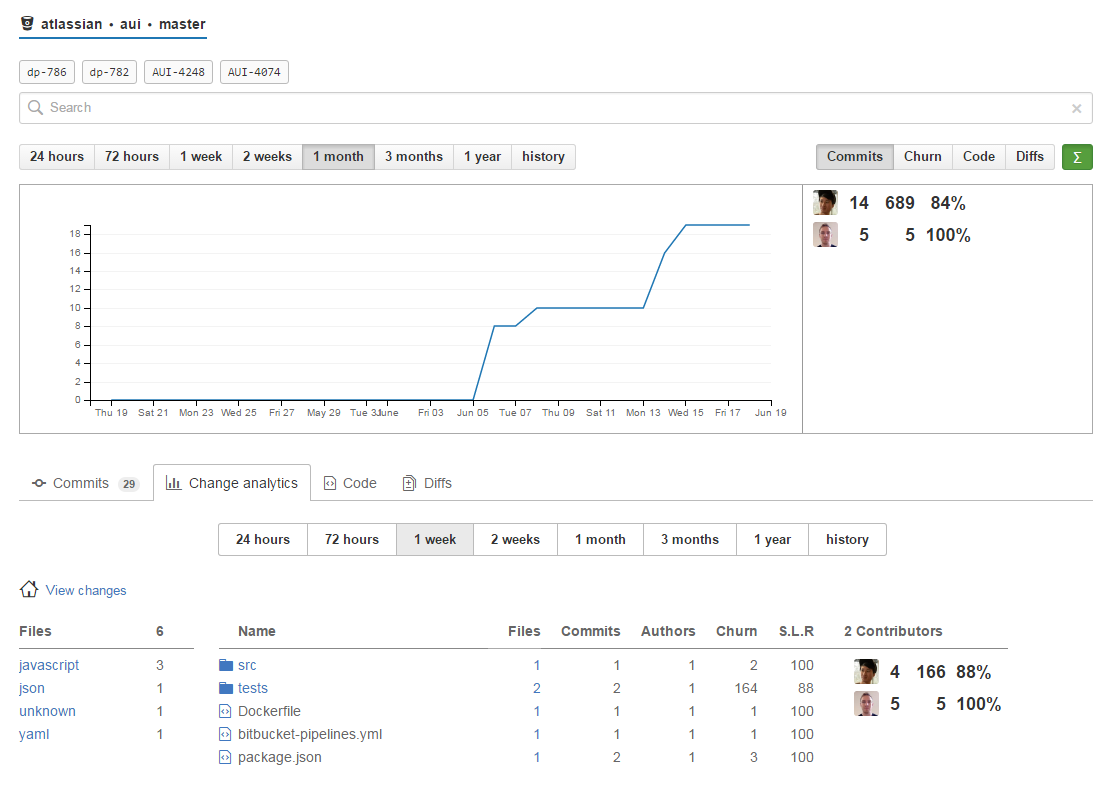 atlassian • aui • master
dp-786 dp-782 AUI-4248 AUI-4074
Search
24 hours 72 hours 1 week 2 weeks 1 month 3 months 1 year history Commits Churn Code Diffs Σ
14 689 84%
5 5 100%
18
16
14
12
10
8
6
4
2
0
Thu 19 Sat 21 Mon 23 Wed 25 Fri 27 May 29 Tue 31 June Fri 03 Jun 05 Tue 07 Thu 09 Sat 11 Mon 13 Wed 15 Fri 17 Jun 19
Commits 29 Change analytics Code Diffs
24 hours 72 hours 1 week 2 weeks 1 month 3 months 1 year history
View changes
Files 6 Name Files Commits Authors Churn S.L.R 2 Contributors
javascript 3 src 1 1 1 2 100 4 166 88%
json 1 tests 2 2 1 164 88
unknown 1 Dockerfile 1 1 1 1 100 5 5 100%
yaml 1 bitbucket-pipelines.yml 1 1 1 1 100
package.json 1 2 1 3 100